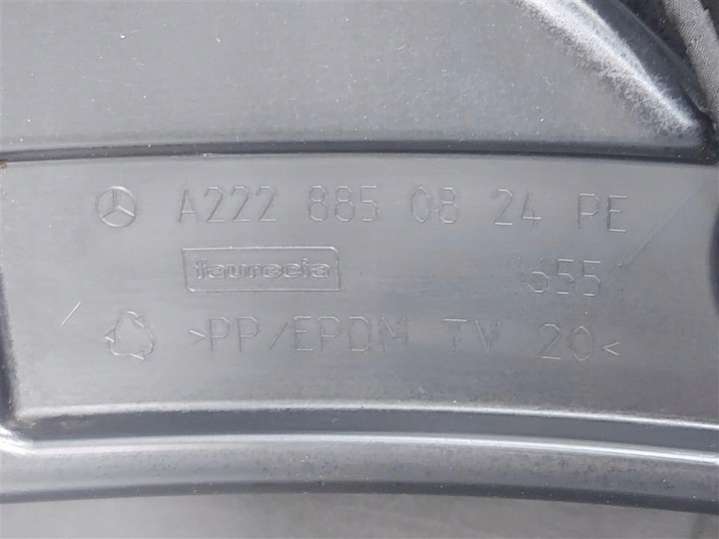 A222 885 08 24 PE
faurecia
655
>PP/EPDM TV 20<